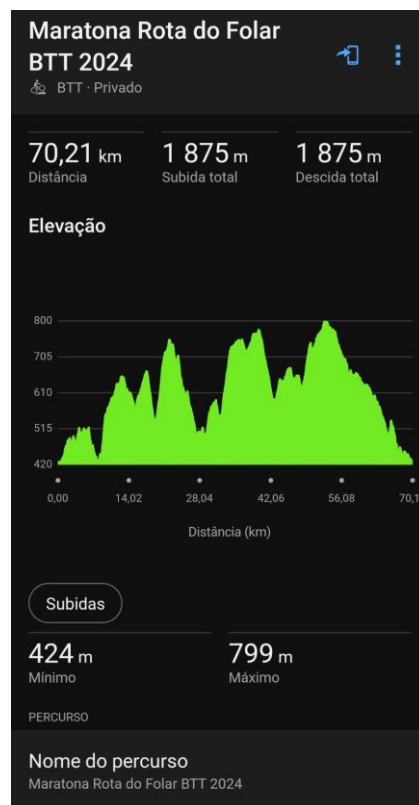 Maratona Rota do Folar
BTT 2024
BTT · Privado
70,21 km
1 875 m
1 875 m
Distância
Subida total
Descida total
Elevação
800
705
610
515
420
0,00
14,02
28,04
42,06
56,08
70,1
Distância (km)
Subidas
424 m
799 m
Mínimo
Máximo
PERCURSO
Nome do percurso
Maratona Rota do Folar BTT 2024